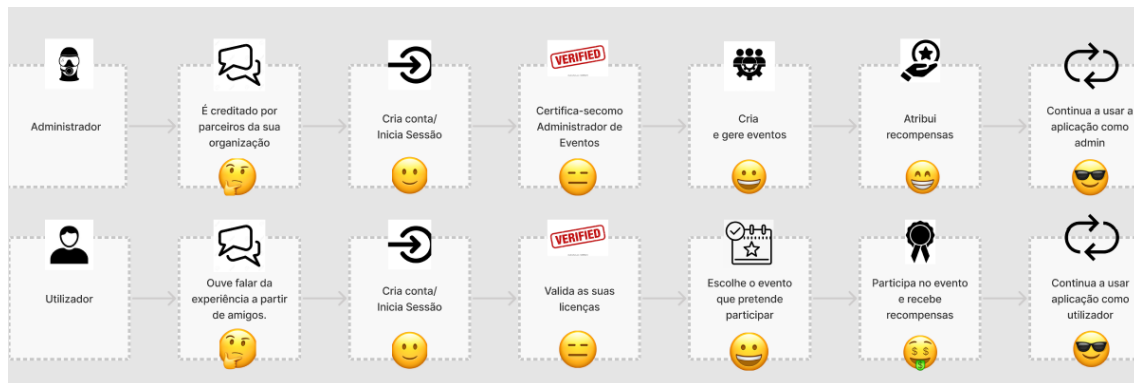 Administrador
VERIFIED
É creditado por
parceiros da sua
organização
Cria conta/
Inicia Sessão
Certifica-secomo
Administrador de
Eventos
Cria
e gere eventos
Atribui
recompensas
Continua a usar a
aplicação como
admin
Utilizador
VERIFIED
Ouve falar da
experiência a partir
de amigos.
Cria conta/
Inicia Sessão
Valida as suas
licenças
Escolhe o evento
que pretende
participar
Participa no evento
e recebe
recompensas
Continua a usar
aplicação como
utilizador